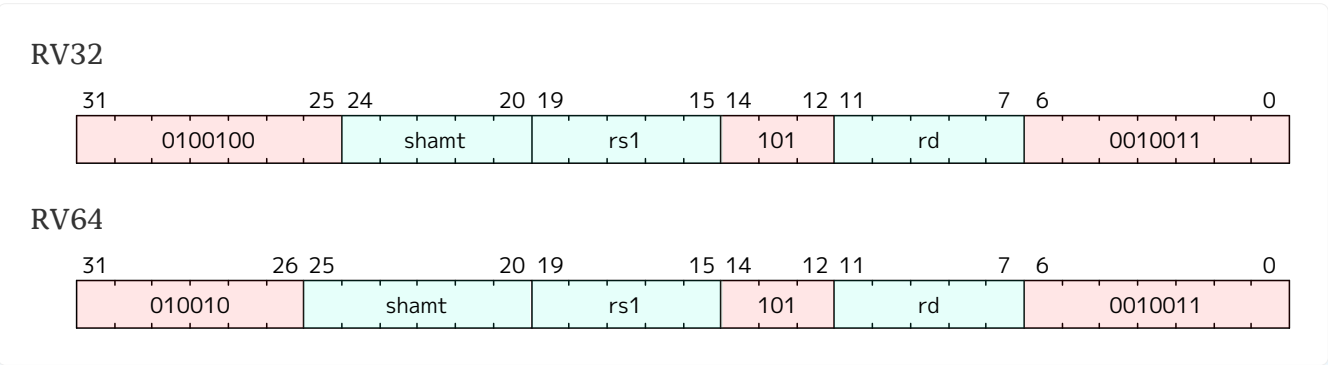 RV32
31 25 24 20 19 15 14 12 11 7 6 0
0100100 shamt rs1 101 rd 0010011
RV64
31 26 25 20 19 15 14 12 11 7 6 0
010010 shamt rs1 101 rd 0010011